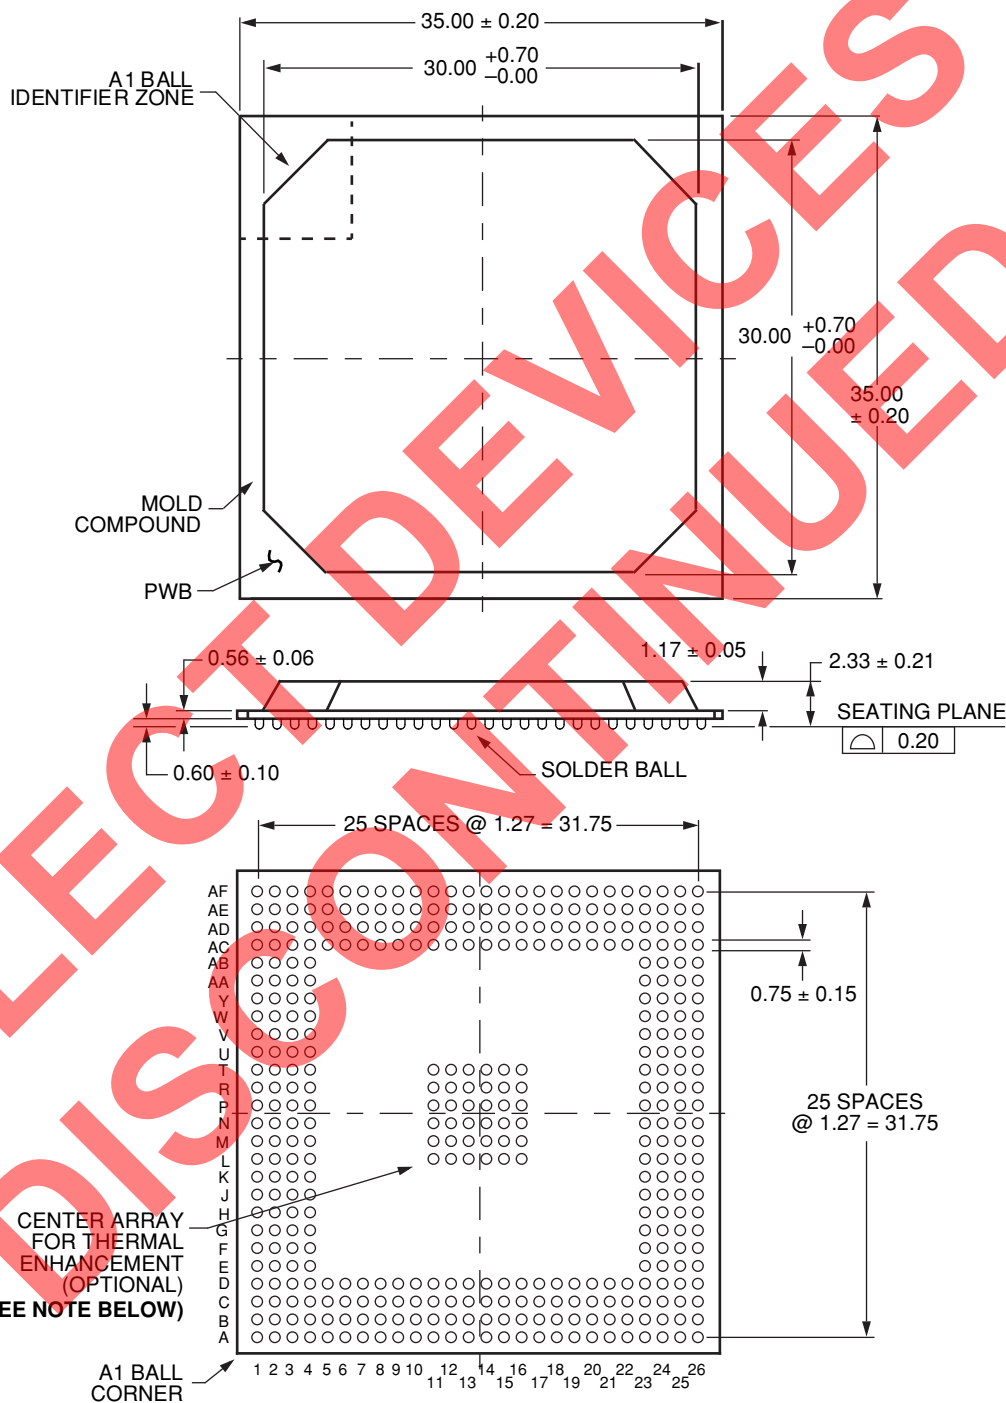 35.00 ± 0.20
30.00 +0.70 –0.00
A1 BALL
IDENTIFIER ZONE
30.00 +0.70 –0.00
35.00
± 0.20
MOLD
COMPOUND
PWB
0.56 ± 0.06
1.17 ± 0.05
2.33 ± 0.21
SEATING PLANE
0.20
0.60 ± 0.10
SOLDER BALL
25 SPACES @ 1.27 = 31.75
AF
AE
AD
AC
AB
AA
Y
W
V
U
T
R
P
N
M
L
K
J
H
G
F
E
D
C
B
A
0.75 ± 0.15
25 SPACES
@ 1.27 = 31.75
CENTER ARRAY
FOR THERMAL
ENHANCEMENT
(OPTIONAL)
EE NOTE BELOW)
A1 BALL
CORNER
1 2 3 4 5 6 7 8 9 10 12 14 16 18 20 22 24 26
11 13 15 17 19 21 23 25
LECT DEVICES
DISCONTINUED